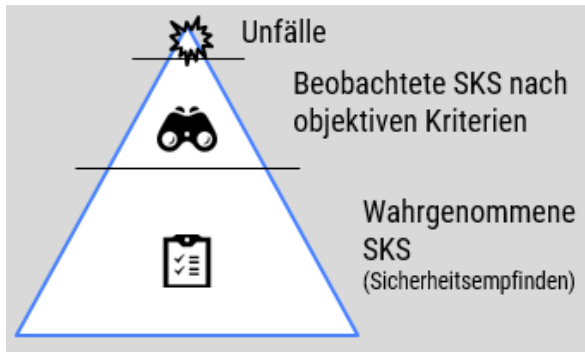 Unfälle
Beobachtete SKS nach
objektiven Kriterien
Wahrgenommene
SKS
(Sicherheitsempfinden)